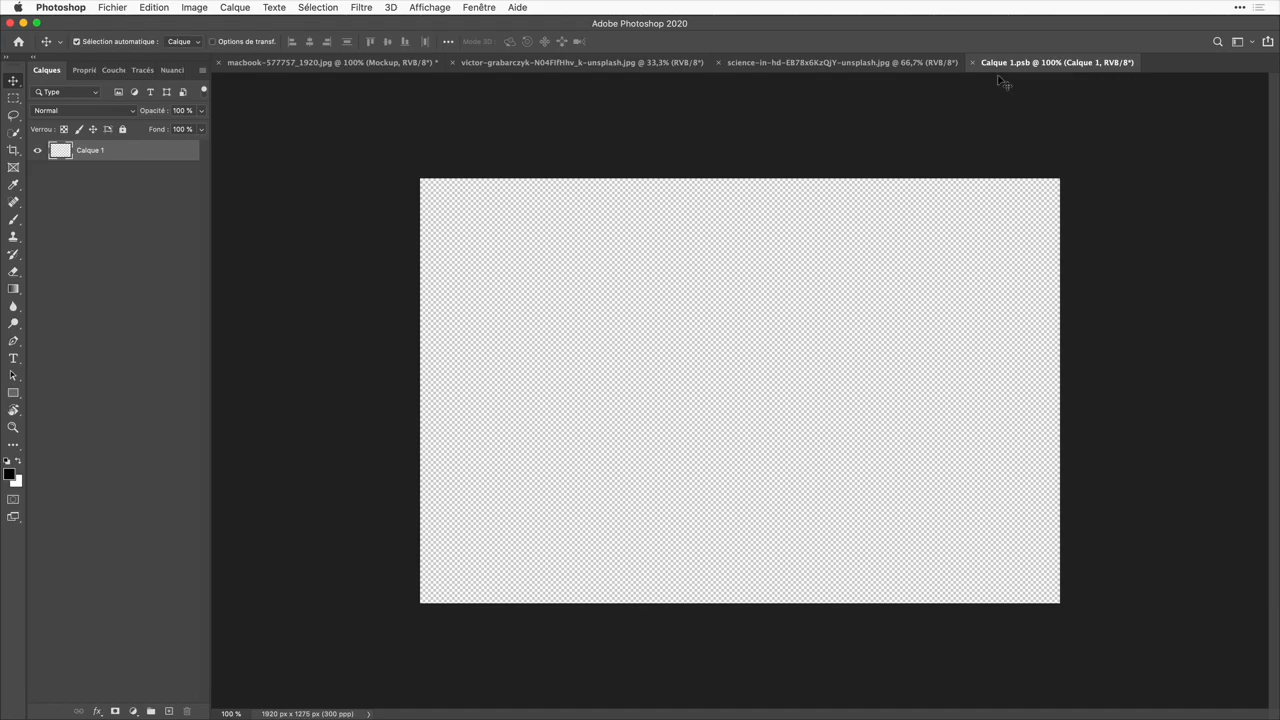 Photoshop Fichier Edition Image Calque Texte Sélection Filtre 3D Affichage Fenêtre Aide
Adobe Photoshop 2020
Sélection automatique : Calque Options de transf. Mode 3D :
macbook-577757_1920.jpg @ 100% (Mockup, RVB/8*) * victor-grabarczyk-N04FIfHhv_k-unsplash.jpg @ 33,3% (RVB/8*) science-in-hd-EB78x6KzQjY-unsplash.jpg @ 66,7% (RVB/8*) Calque 1.psb @ 100% (Calque 1, RVB/8*)
Calques Propri Couche Tracés Nuanci
Type
Normal Opacité : 100 %
Verrou : Fond : 100 %
Calque 1
100 % 1920 px x 1275 px (300 ppp)